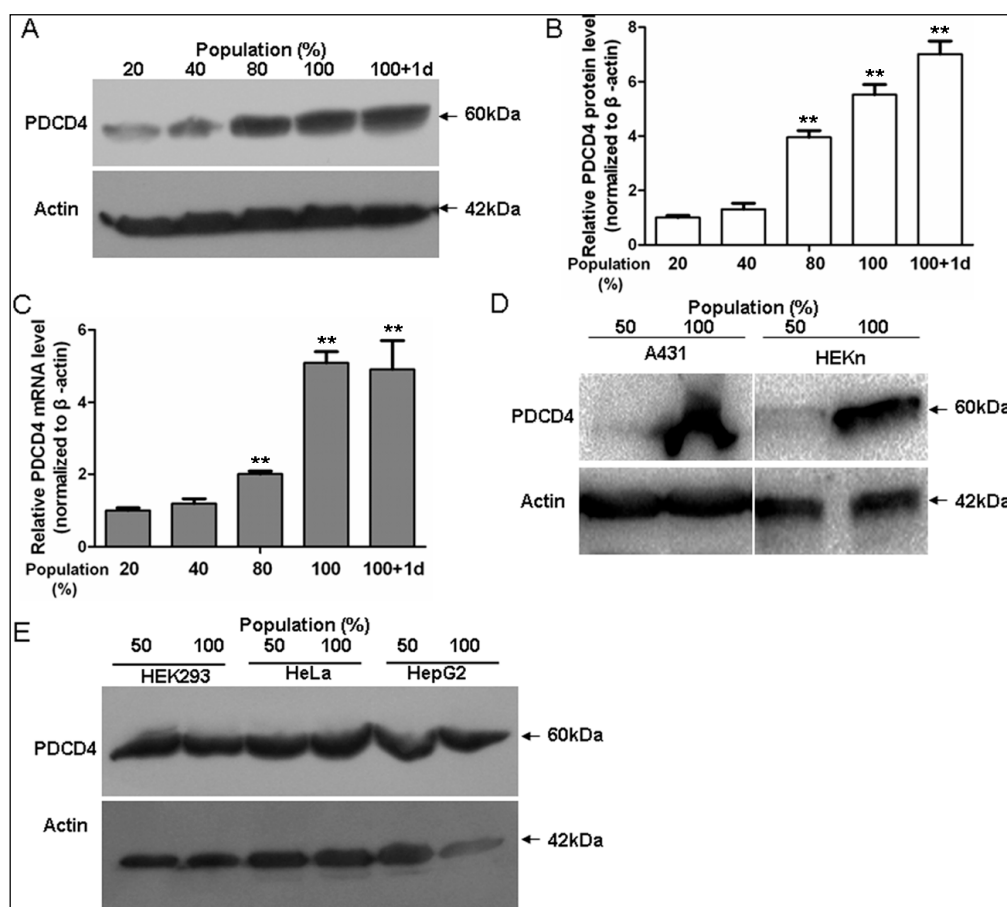 A
Population (%)
20 40 80 100 100+1d
PDCD4
60kDa
Actin
42kDa
B
Relative PDCD4 protein level
(normalized to β -actin)
8
6
4
2
0
**
**
**
Population
(%)
20 40 80 100 100+1d
C
Relative PDCD4 mRNA level
(normalized to β -actin)
6
4
2
0
**
**
**
Population
(%)
20 40 80 100 100+1d
D
Population (%)
50 100 50 100
A431 HEKn
PDCD4
60kDa
Actin
42kDa
E
Population (%)
50 100 50 100 50 100
HEK293 HeLa HepG2
PDCD4
60kDa
Actin
42kDa